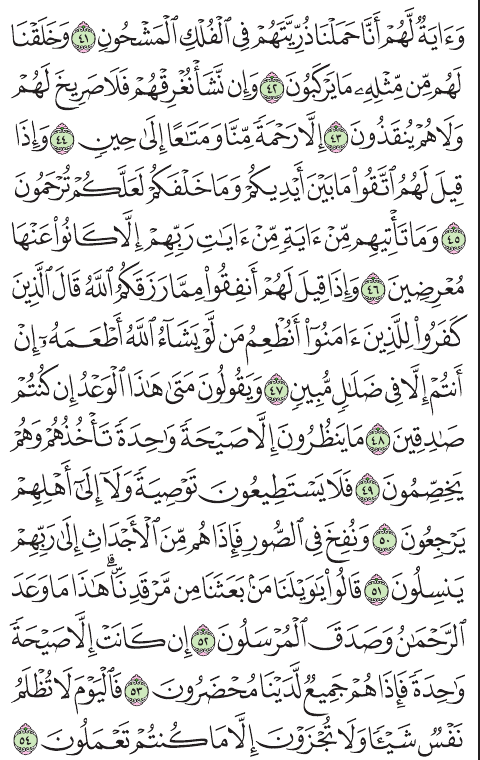 وَءَايَةٌ لَّهُمْ أَنَّا حَمَلْنَا ذُرِّيَّتَهُمْ فِى ٱلْفُلْكِ ٱلْمَشْحُونِ ٤١ وَخَلَقْنَا
لَهُم مِّن مِّثْلِهِۦ مَا يَرْكَبُونَ ٤٢ وَإِن نَّشَأْ نُغْرِقْهُمْ فَلَا صَرِيخَ لَهُمْ
وَلَا هُمْ يُنقَذُونَ ٤٣ إِلَّا رَحْمَةً مِّنَّا وَمَتَٰعًا إِلَىٰ حِينٍ ٤٤ وَإِذَا
قِيلَ لَهُمُ ٱتَّقُوا۟ مَا بَيْنَ أَيْدِيكُمْ وَمَا خَلْفَكُمْ لَعَلَّكُمْ تُرْحَمُونَ
٤٥ وَمَا تَأْتِيهِم مِّنْ ءَايَةٍ مِّنْ ءَايَٰتِ رَبِّهِمْ إِلَّا كَانُوا۟ عَنْهَا
مُعْرِضِينَ ٤٦ وَإِذَا قِيلَ لَهُمْ أَنفِقُوا۟ مِمَّا رَزَقَكُمُ ٱللَّهُ قَالَ ٱلَّذِينَ
كَفَرُوا۟ لِلَّذِينَ ءَامَنُوٓا۟ أَنُطْعِمُ مَن لَّوْ يَشَآءُ ٱللَّهُ أَطْعَمَهُۥٓ إِنْ
أَنتُمْ إِلَّا فِى ضَلَٰلٍ مُّبِينٍ ٤٧ وَيَقُولُونَ مَتَىٰ هَٰذَا ٱلْوَعْدُ إِن كُنتُمْ
صَٰدِقِينَ ٤٨ مَا يَنظُرُونَ إِلَّا صَيْحَةً وَٰحِدَةً تَأْخُذُهُمْ وَهُمْ
يَخِصِّمُونَ ٤٩ فَلَا يَسْتَطِيعُونَ تَوْصِيَةً وَلَآ إِلَىٰٓ أَهْلِهِمْ
يَرْجِعُونَ ٥٠ وَنُفِخَ فِى ٱلصُّورِ فَإِذَا هُم مِّنَ ٱلْأَجْدَاثِ إِلَىٰ رَبِّهِمْ
يَنسِلُونَ ٥١ قَالُوا۟ يَٰوَيْلَنَا مَنۢ بَعَثَنَا مِن مَّرْقَدِنَا ۜ ۗ هَٰذَا مَا وَعَدَ
ٱلرَّحْمَٰنُ وَصَدَقَ ٱلْمُرْسَلُونَ ٥٢ إِن كَانَتْ إِلَّا صَيْحَةً
وَٰحِدَةً فَإِذَا هُمْ جَمِيعٌ لَّدَيْنَا مُحْضَرُونَ ٥٣ فَٱلْيَوْمَ لَا تُظْلَمُ
نَفْسٌ شَيْـًٔا وَلَا تُجْزَوْنَ إِلَّا مَا كُنتُمْ تَعْمَلُونَ ٥٤